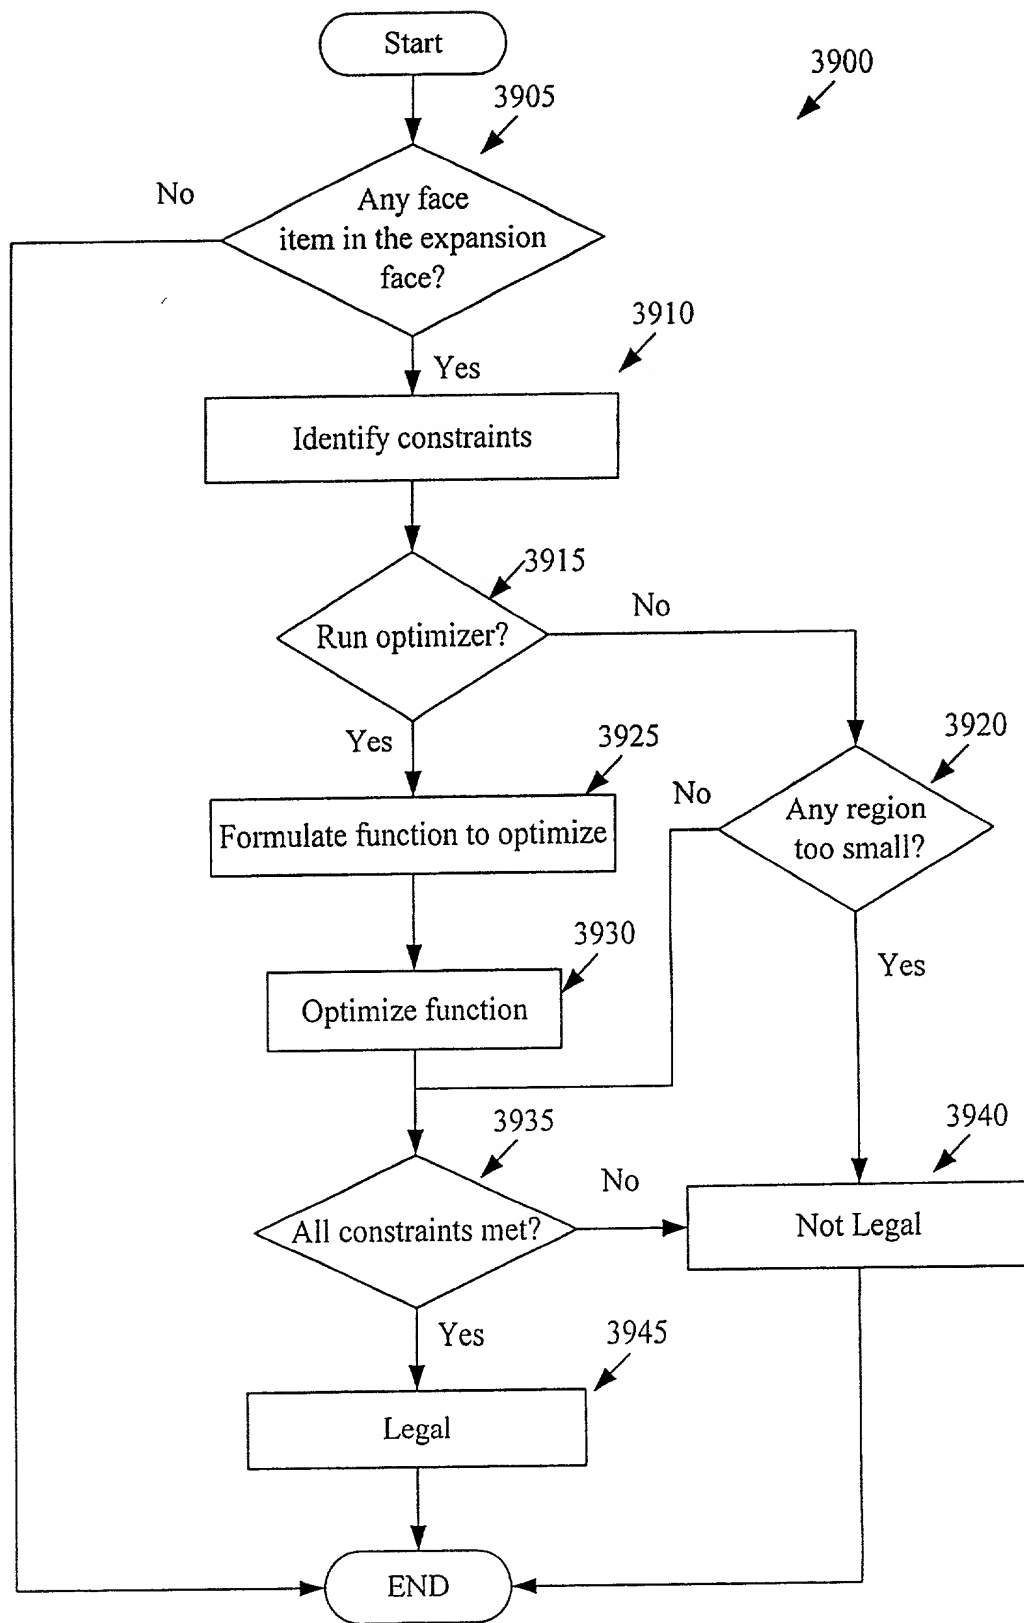 Start
3900
3905
No
Any face
item in the expansion
face?
3910
Yes
Identify constraints
3915
No
Run optimizer?
Yes
3925
3920
No
Any region
too small?
Formulate function to optimize
3930
Yes
Optimize function
3935
3940
No
All constraints met?
Not Legal
Yes
3945
Legal
END